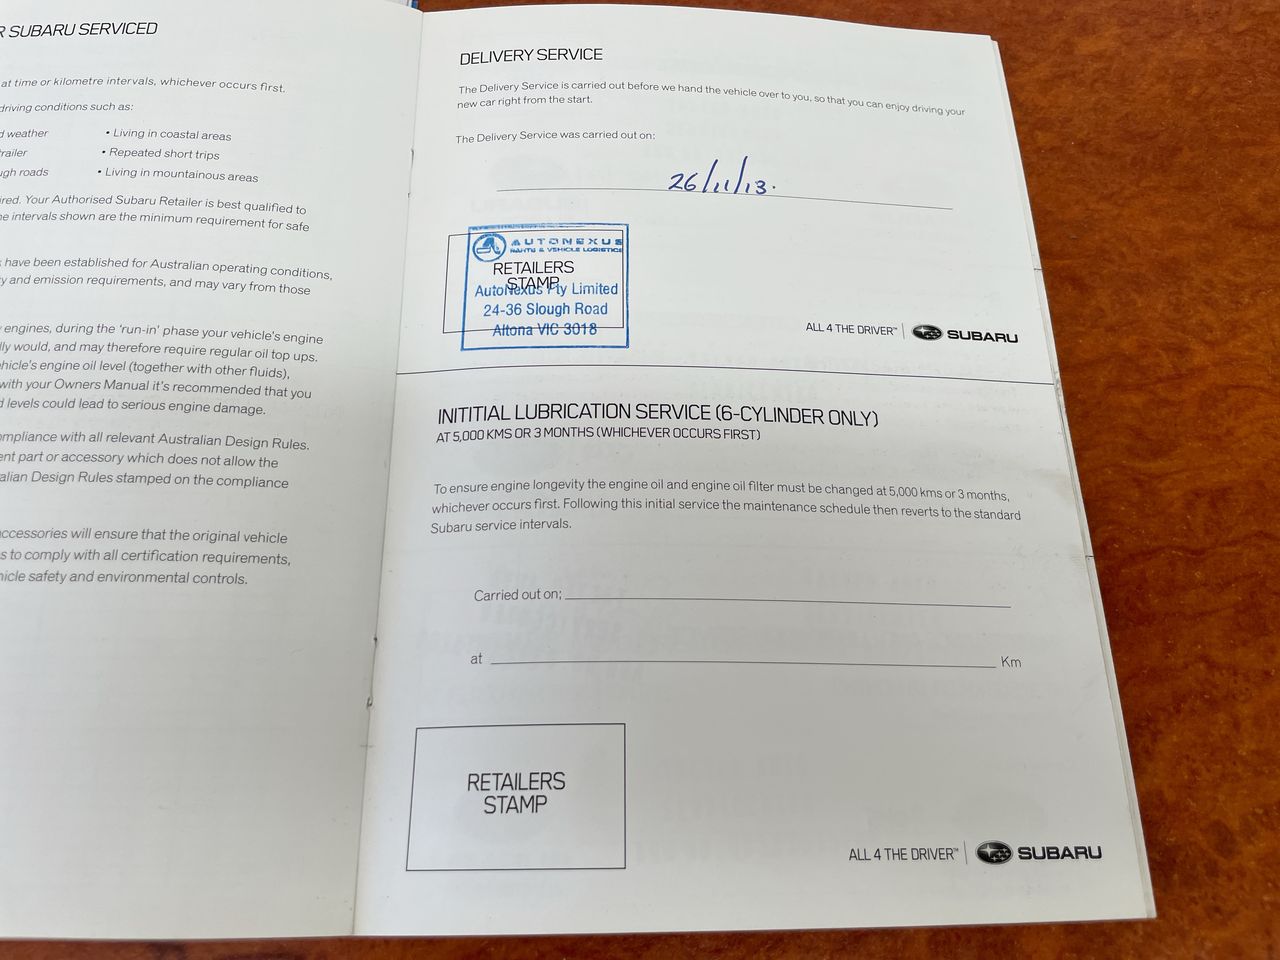 R SUBARU SERVICED
at time or kilometre intervals, whichever occurs first.
driving conditions such as:
d weather • Living in coastal areas
railer • Repeated short trips
ugh roads • Living in mountainous areas
ired. Your Authorised Subaru Retailer is best qualified to
e intervals shown are the minimum requirement for safe
have been established for Australian operating conditions,
y and emission requirements, and may vary from those
engines, during the 'run-in' phase your vehicle's engine
lly would, and may therefore require regular oil top ups.
hicle's engine oil level (together with other fluids),
with your Owners Manual it's recommended that you
d levels could lead to serious engine damage.
ompliance with all relevant Australian Design Rules.
ent part or accessory which does not allow the
alian Design Rules stamped on the compliance
accessories will ensure that the original vehicle
s to comply with all certification requirements,
hicle safety and environmental controls.
DELIVERY SERVICE
The Delivery Service is carried out before we hand the vehicle over to you, so that you can enjoy driving your
new car right from the start.
The Delivery Service was carried out on:
26/11/13.
AUTONEXUS
& VEHICLE LOGISTICS
RETAILERS
STAMP
AutoNexus Pty Limited
24-36 Slough Road
Altona VIC 3018
ALL 4 THE DRIVER™ SUBARU
INITITIAL LUBRICATION SERVICE (6-CYLINDER ONLY)
AT 5,000 KMS OR 3 MONTHS (WHICHEVER OCCURS FIRST)
To ensure engine longevity the engine oil and engine oil filter must be changed at 5,000 kms or 3 months,
whichever occurs first. Following this initial service the maintenance schedule then reverts to the standard
Subaru service intervals.
Carried out on;
at Km
RETAILERS
STAMP
ALL 4 THE DRIVER™ SUBARU